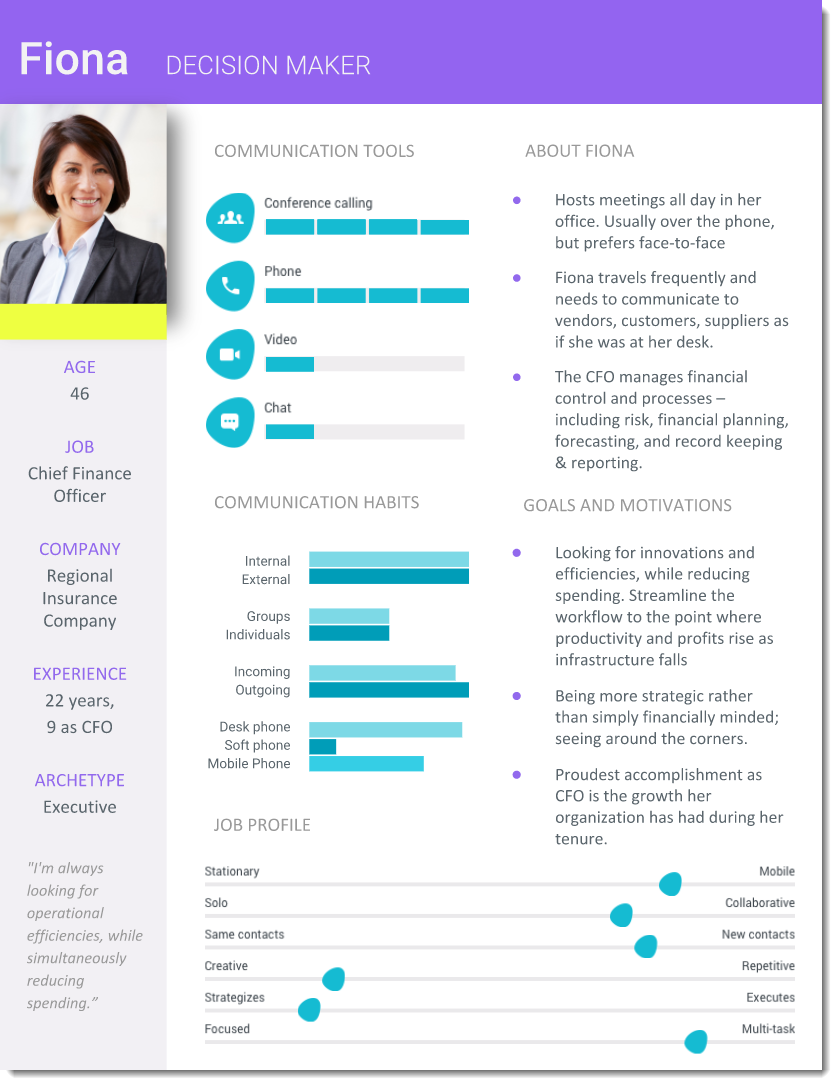 Fiona DECISION MAKER
AGE
46
JOB
Chief Finance
Officer
COMPANY
Regional
Insurance
Company
EXPERIENCE
22 years,
9 as CFO
ARCHETYPE
Executive
"I'm always
looking for
operational
efficiencies, while
simultaneously
reducing
spending.”
COMMUNICATION TOOLS
Conference calling
Phone
Video
Chat
COMMUNICATION HABITS
Internal
External
Groups
Individuals
Incoming
Outgoing
Desk phone
Soft phone
Mobile Phone
ABOUT FIONA
Hosts meetings all day in her
office. Usually over the phone,
but prefers face-to-face
Fiona travels frequently and
needs to communicate to
vendors, customers, suppliers as
if she was at her desk.
The CFO manages financial
control and processes –
including risk, financial planning,
forecasting, and record keeping
& reporting.
GOALS AND MOTIVATIONS
Looking for innovations and
efficiencies, while reducing
spending. Streamline the
workflow to the point where
productivity and profits rise as
infrastructure falls
Being more strategic rather
than simply financially minded;
seeing around the corners.
Proudest accomplishment as
CFO is the growth her
organization has had during her
tenure.
JOB PROFILE
Stationary Mobile
Solo Collaborative
Same contacts New contacts
Creative Repetitive
Strategizes Executes
Focused Multi-task